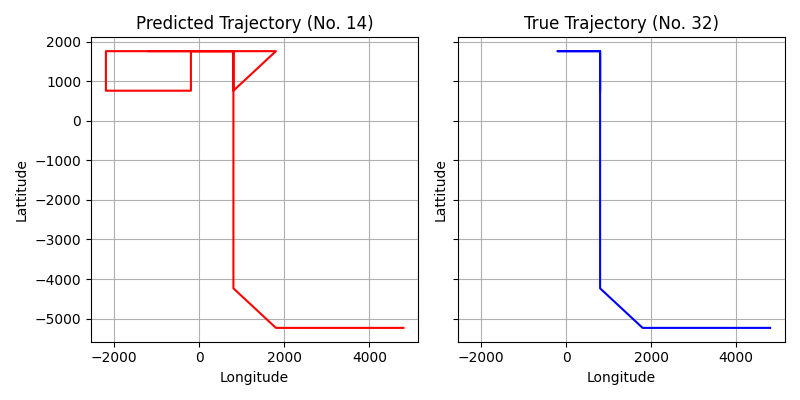 Predicted Trajectory (No. 14)
True Trajectory (No. 32)
2000
1000
0
−1000
−2000
−3000
−4000
−5000
Lattitude
Lattitude
−2000 0 2000 4000
−2000 0 2000 4000
Longitude
Longitude